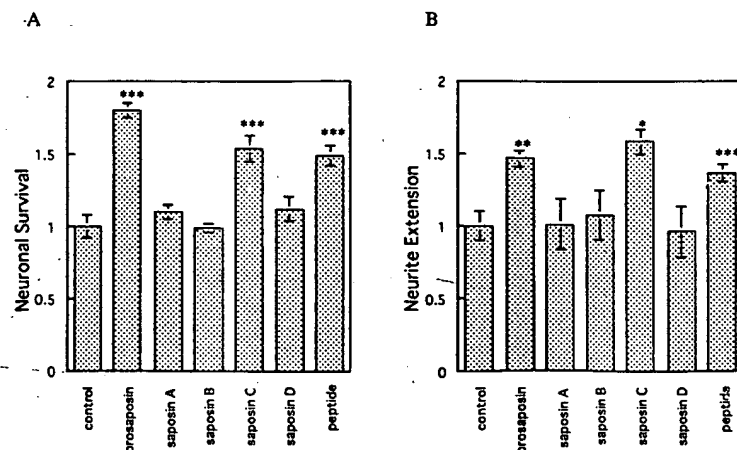 A
B
2
1.5
1
0.5
0
Neuronal Survival
***
***
***
control
prosaposin
saposin A
saposin B
saposin C
saposin D
peptide
2
1.5
1
0.5
0
Neurite Extension
**
*
***
control
prosaposin
saposin A
saposin B
saposin C
saposin D
peptide